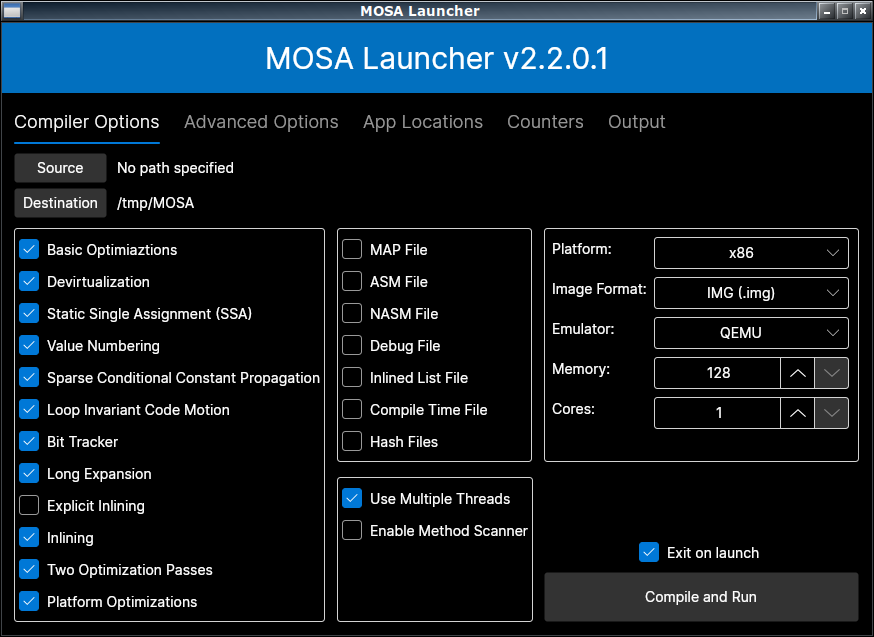 MOSA Launcher
MOSA Launcher v2.2.0.1
Compiler Options Advanced Options App Locations Counters Output
Source No path specified
Destination /tmp/MOSA
Basic Optimiaztions
Devirtualization
Static Single Assignment (SSA)
Value Numbering
Sparse Conditional Constant Propagation
Loop Invariant Code Motion
Bit Tracker
Long Expansion
Explicit Inlining
Inlining
Two Optimization Passes
Platform Optimizations
MAP File
ASM File
NASM File
Debug File
Inlined List File
Compile Time File
Hash Files
Use Multiple Threads
Enable Method Scanner
Platform: x86
Image Format: IMG (.img)
Emulator: QEMU
Memory: 128
Cores: 1
Exit on launch
Compile and Run